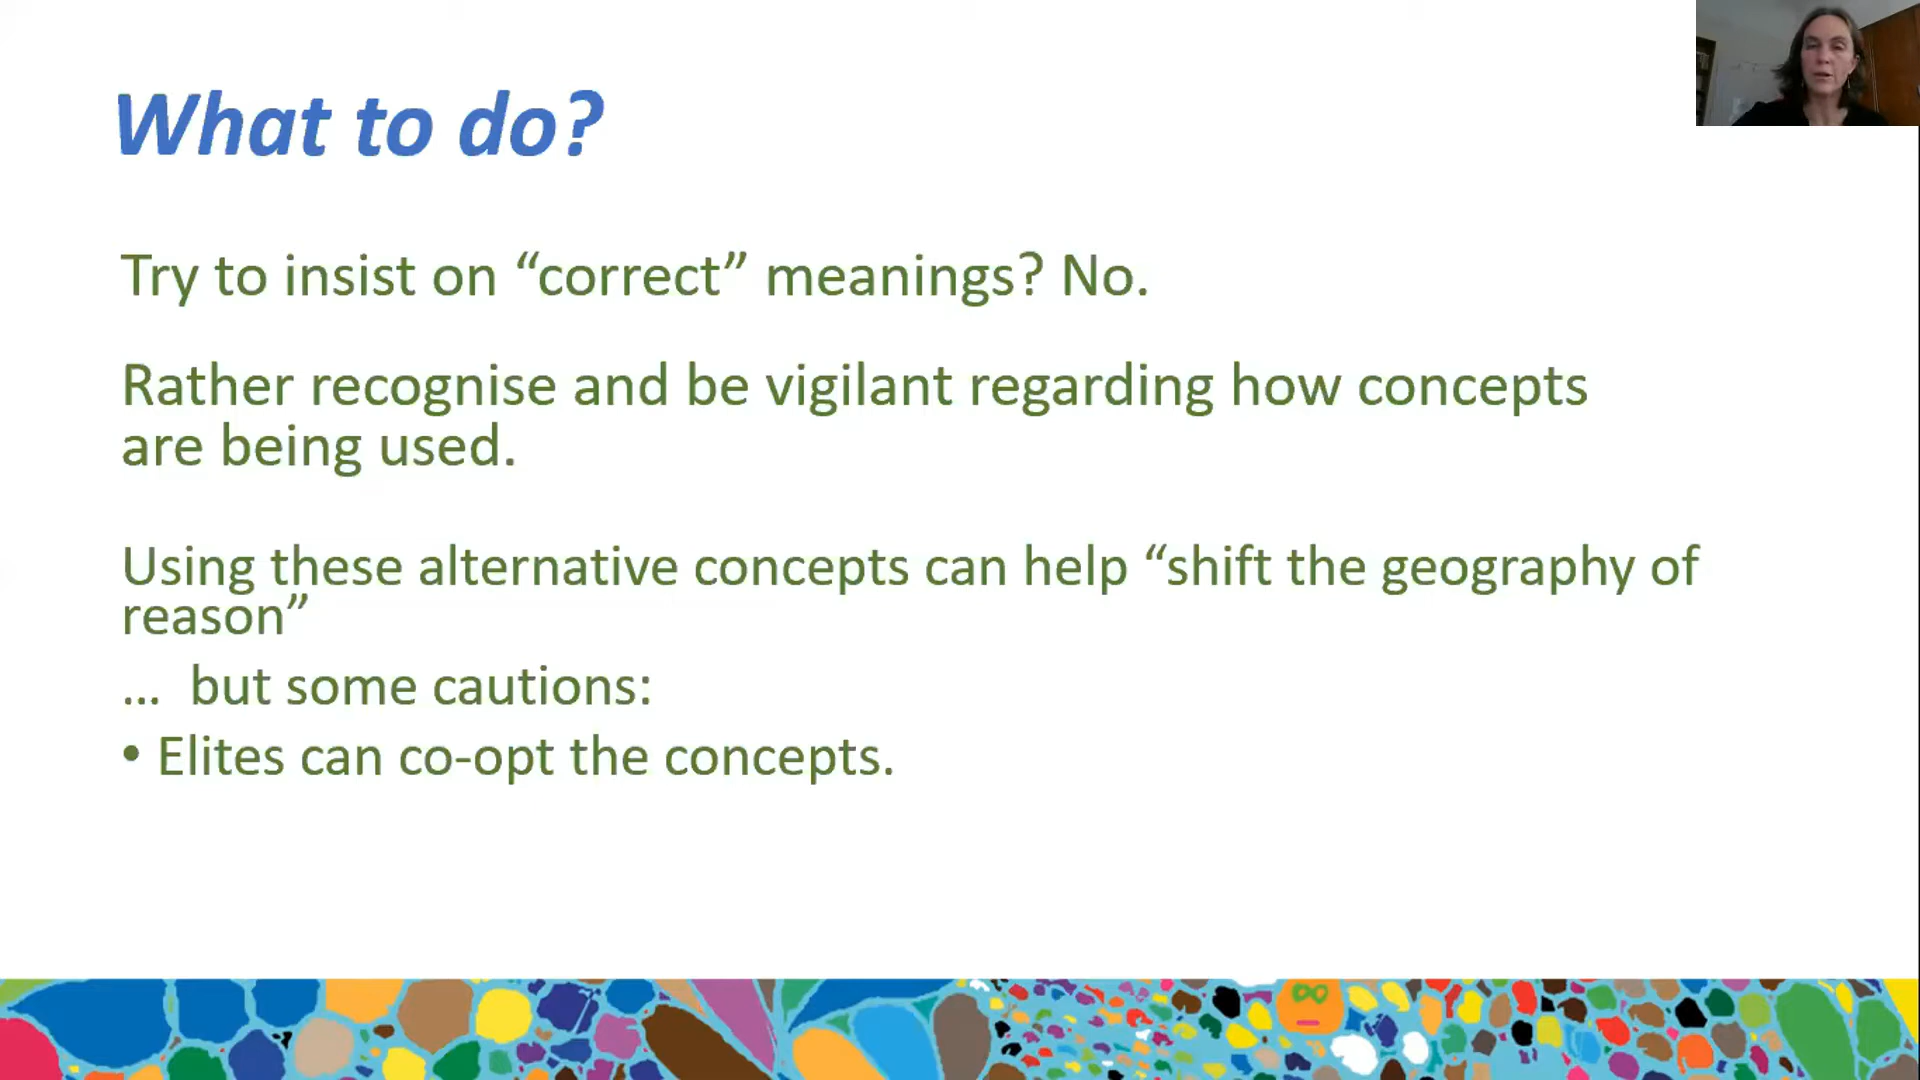 What to do?
Try to insist on “correct” meanings? No.
Rather recognise and be vigilant regarding how concepts
are being used.
Using these alternative concepts can help “shift the geography of
reason”
... but some cautions:
• Elites can co-opt the concepts.